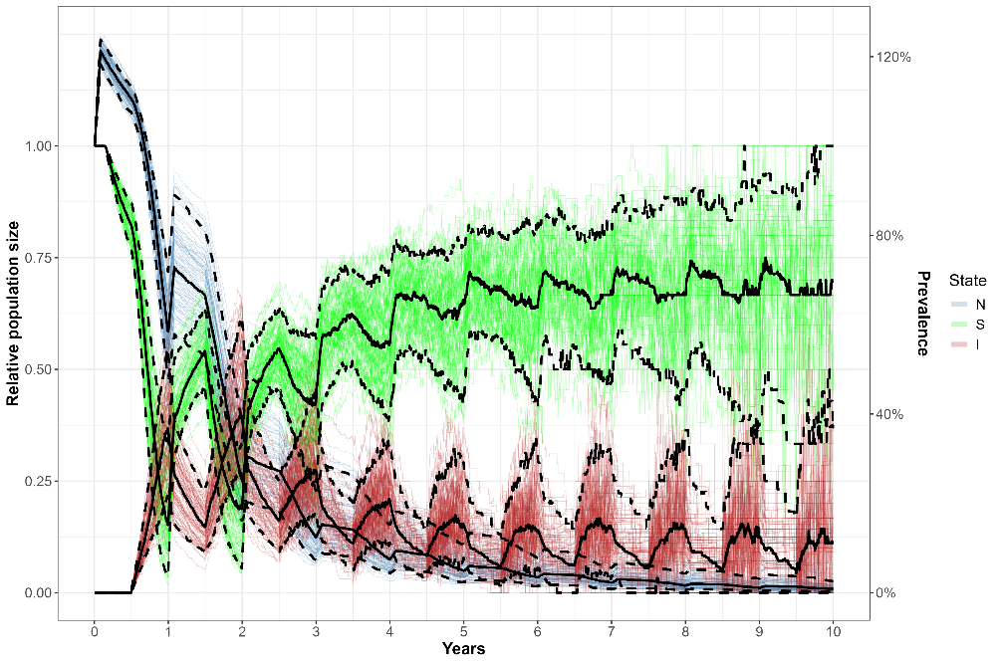 Relative population size
1.00
0.75
0.50
0.25
0.00
120%
80%
40%
0%
Prevalence
State
N
S
I
0 1 2 3 4 5 6 7 8 9 10
Years